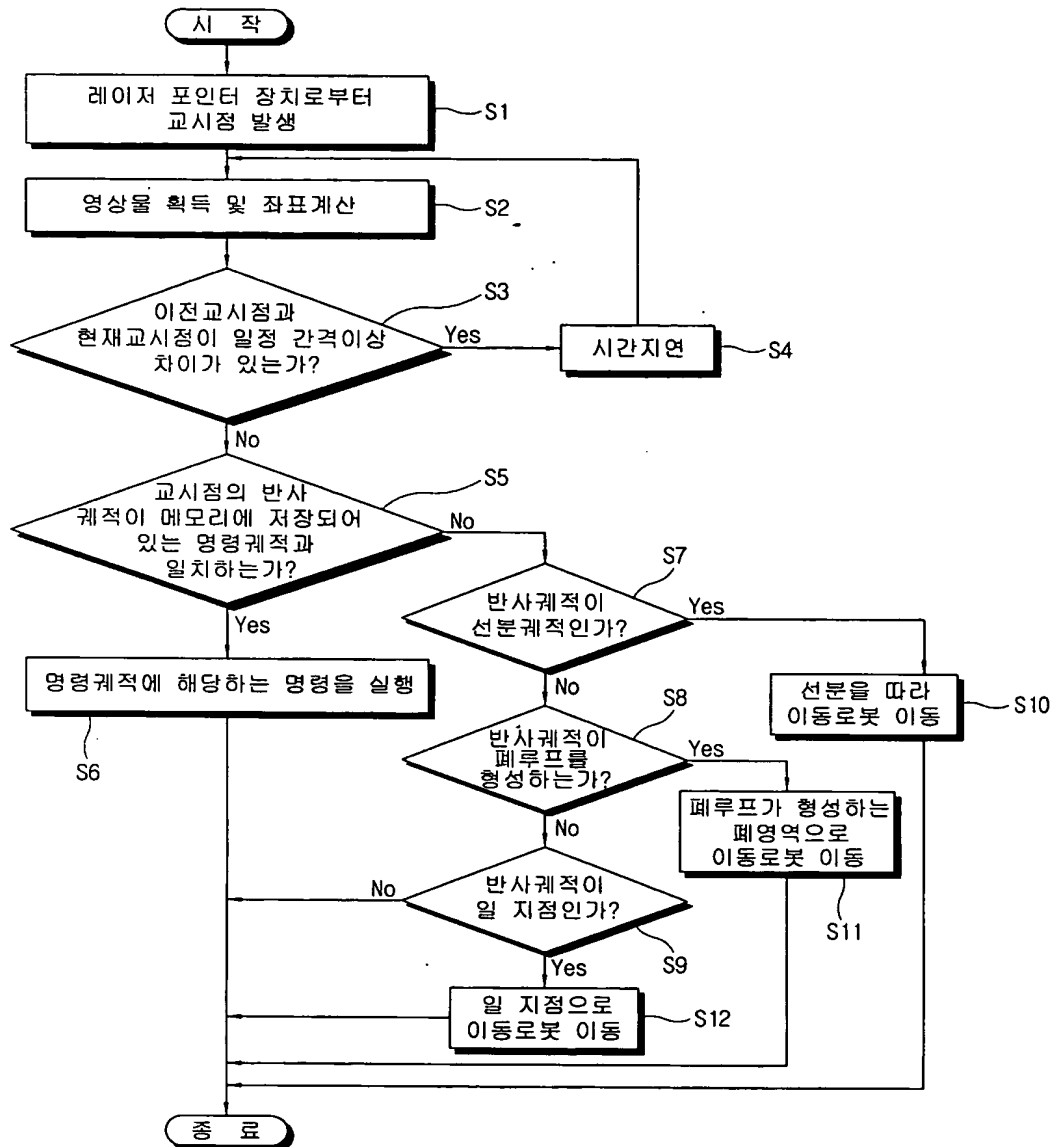 시 작
레이저 포인터 장치로부터
교시점 발생
S1
영상물 획득 및 좌표계산
S2
이전교시점과
현재교시점이 일정 간격이상
차이가 있는가?
S3
Yes
시간지연
S4
No
교시점의 반사
궤적이 메모리에 저장되어
있는 명령궤적과
일치하는가?
S5
No
Yes
명령궤적에 해당하는 명령을 실행
S6
반사궤적이
선분궤적인가?
S7
Yes
No
선분을 따라
이동로봇 이동
S10
반사궤적이
폐루프를
형성하는가?
S8
Yes
No
폐루프가 형성하는
폐영역으로
이동로봇 이동
S11
반사궤적이
일 지점인가?
S9
No
Yes
일 지점으로
이동로봇 이동
S12
종 료